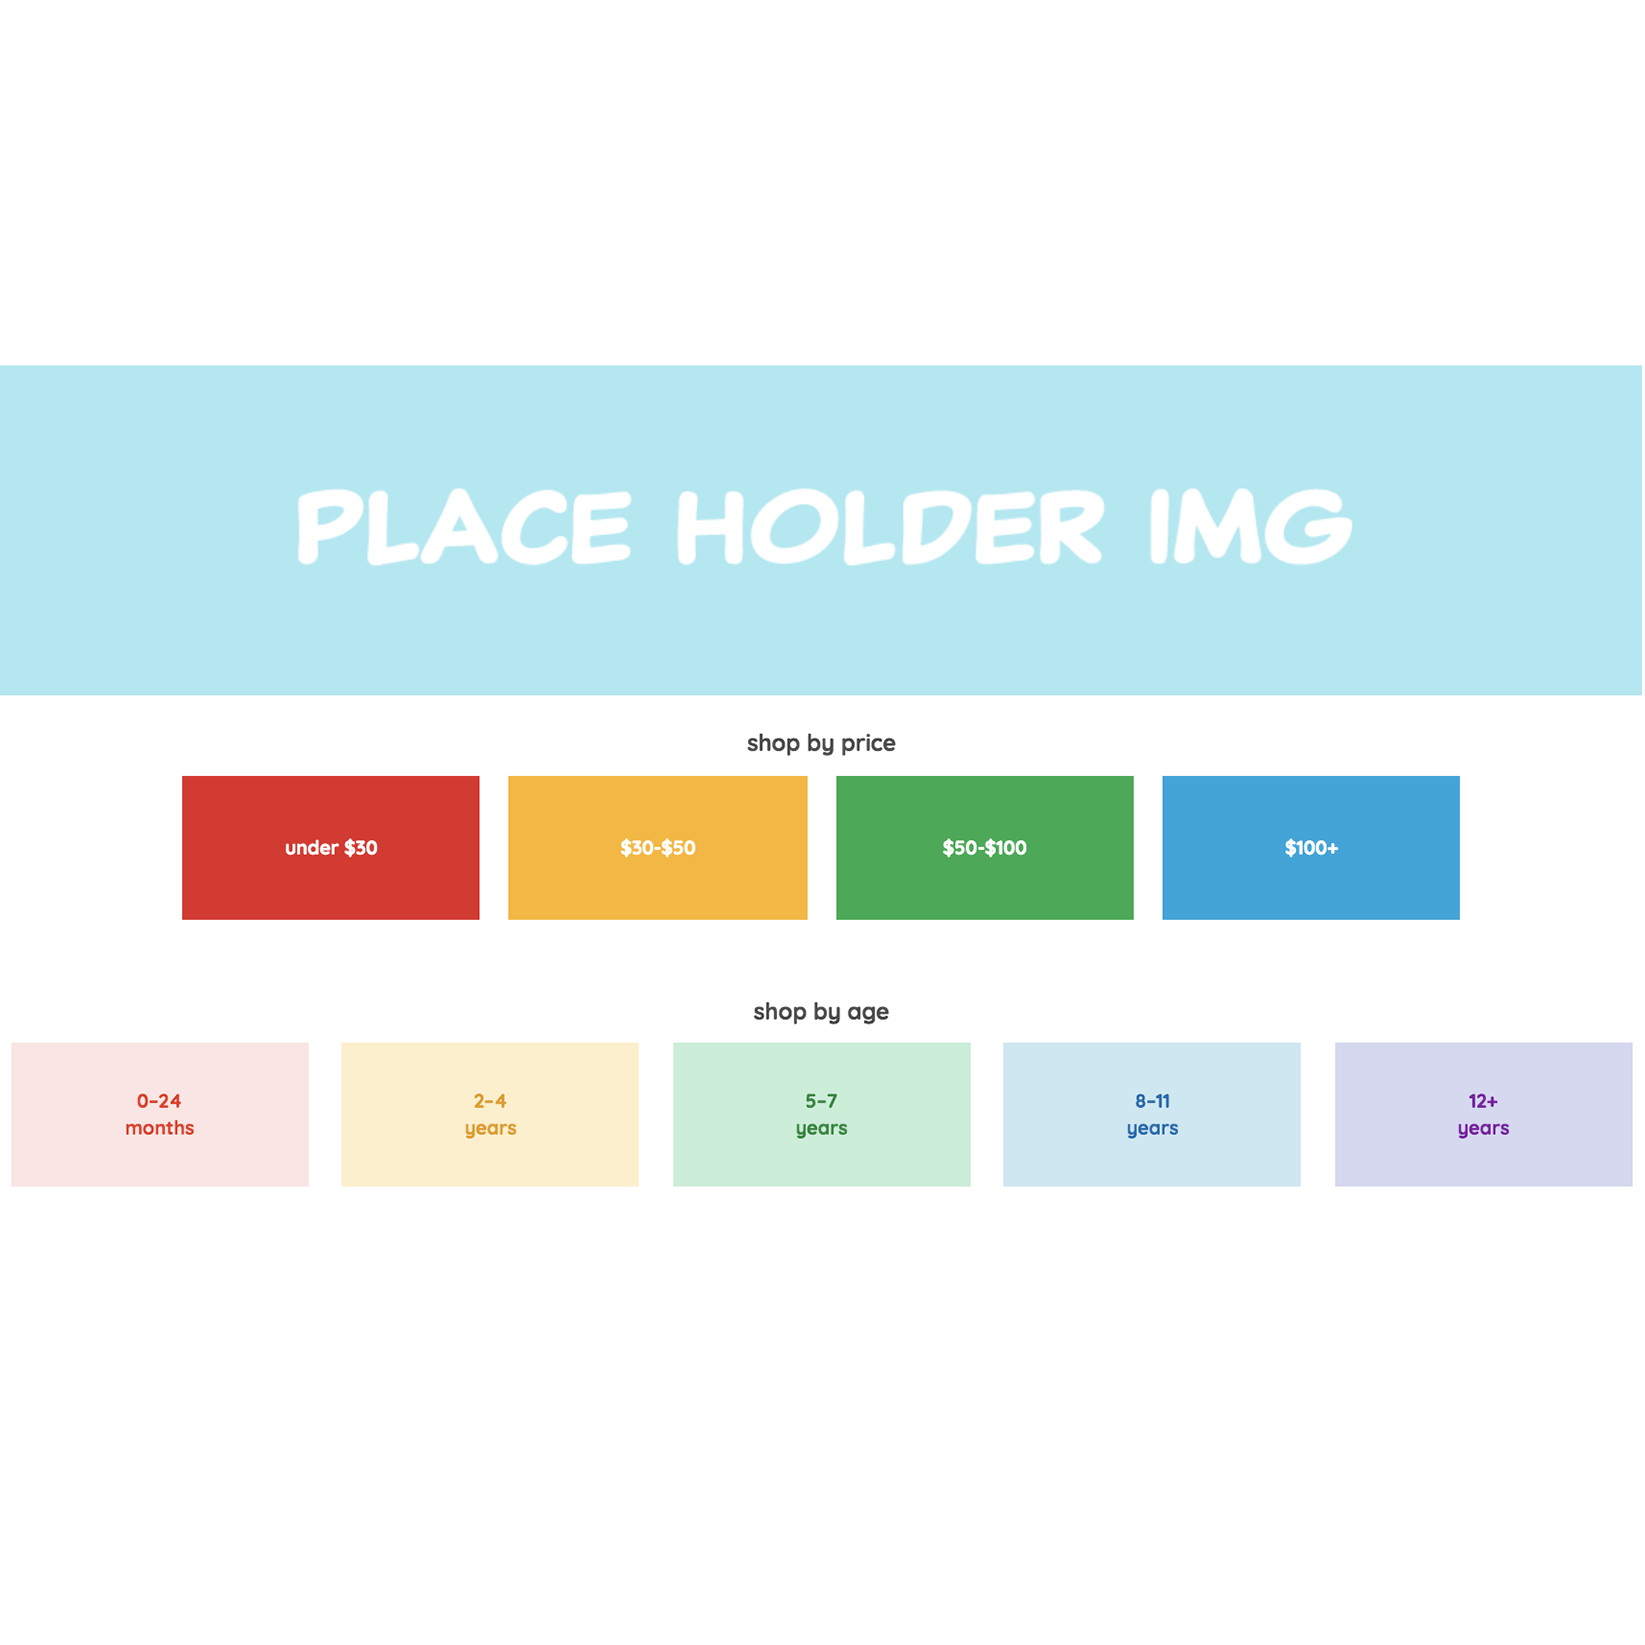 PLACE HOLDER IMG
shop by price
under $30
$30-$50
$50-$100
$100+
shop by age
0–24
months
2–4
years
5–7
years
8–11
years
12+
years